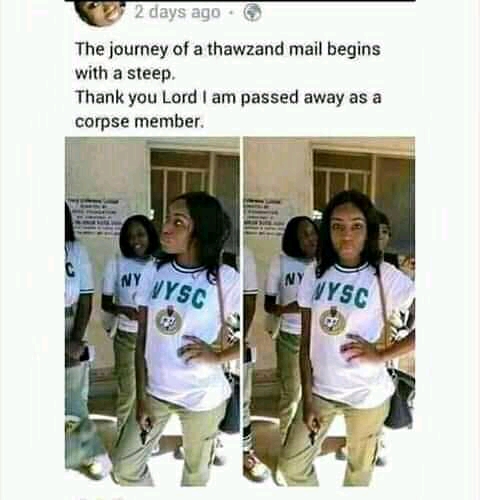 2 days ago
The journey of a thawzand mail begins
with a steep.
Thank you Lord I am passed away as a
corpse member.
C
NY
NYSC
NY
NYSC